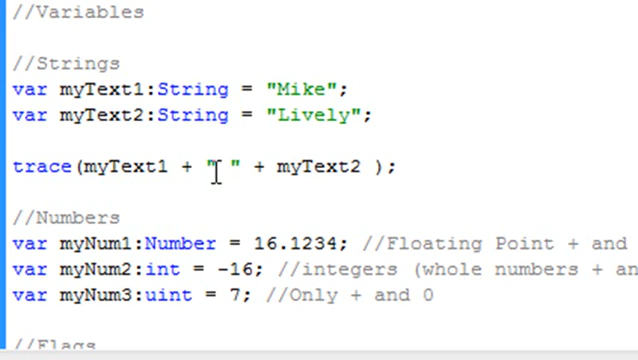 //Variables
//Strings
var myText1:String = "Mike";
var myText2:String = "Lively";
trace(myText1 + " " + myText2 );
//Numbers
var myNum1:Number = 16.1234; //Floating Point + and
var myNum2:int = -16; //integers (whole numbers + an
var myNum3:uint = 7; //Only + and 0
//Flags